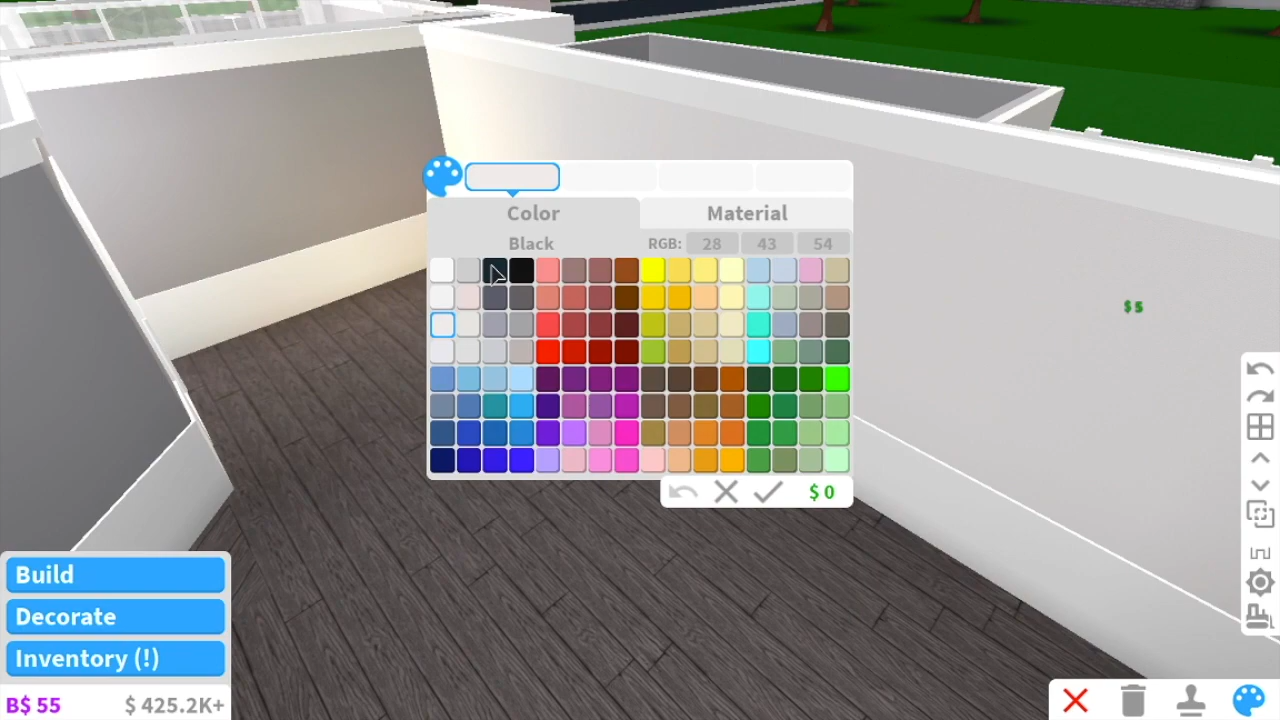 Color
Material
Black
RGB: 28 43 54
$ 5
$ 0
Build
Decorate
Inventory (!)
B$ 55
$ 425.2K+